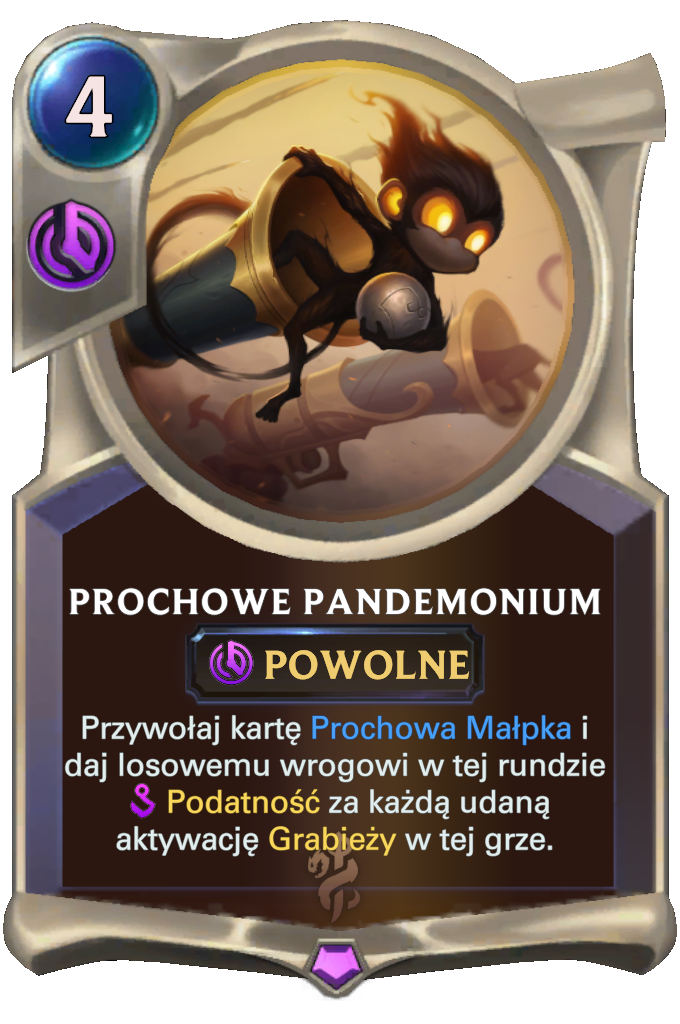 4
PROCHOWE PANDEMONIUM
POWOLNE
Przywołaj kartę Prochowa Małpka i
daj losowemu wrogowi w tej rundzie
Podatność za każdą udaną
aktywację Grabieży w tej grze.